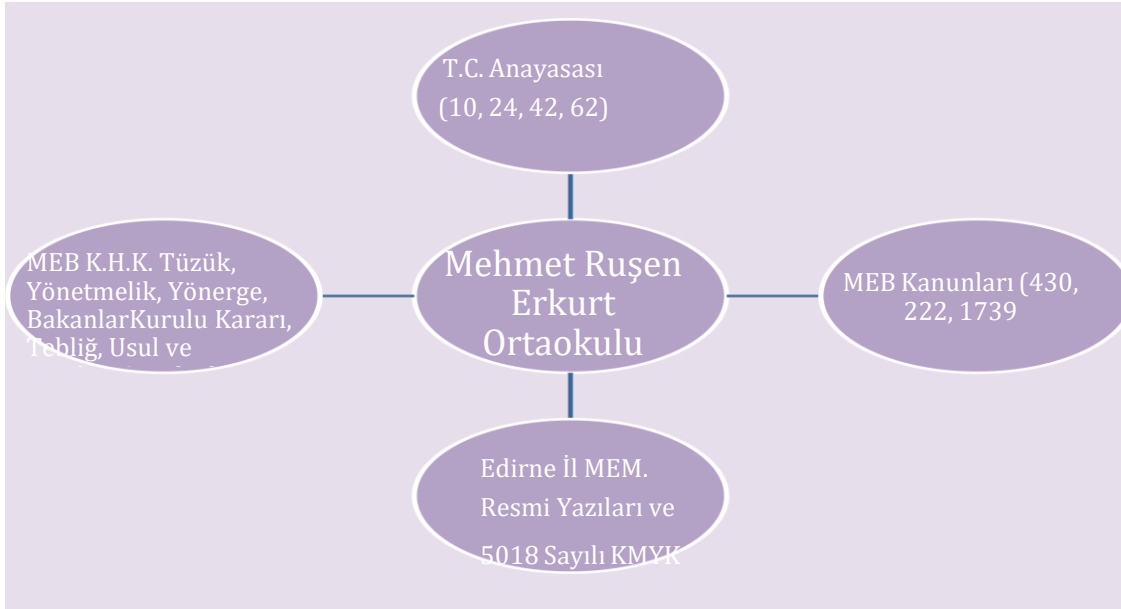 T.C. Anayasası
(10, 24, 42, 62)
MEB K.H.K. Tüzük,
Yönetmelik, Yönerge,
BakanlarKurulu Kararı,
Tebliğ, Usul ve
Mehmet Ruşen
Erkurt
Ortaokulu
MEB Kanunları (430,
222, 1739
Edirne İl MEM.
Resmi Yazıları ve
5018 Sayılı KMYK